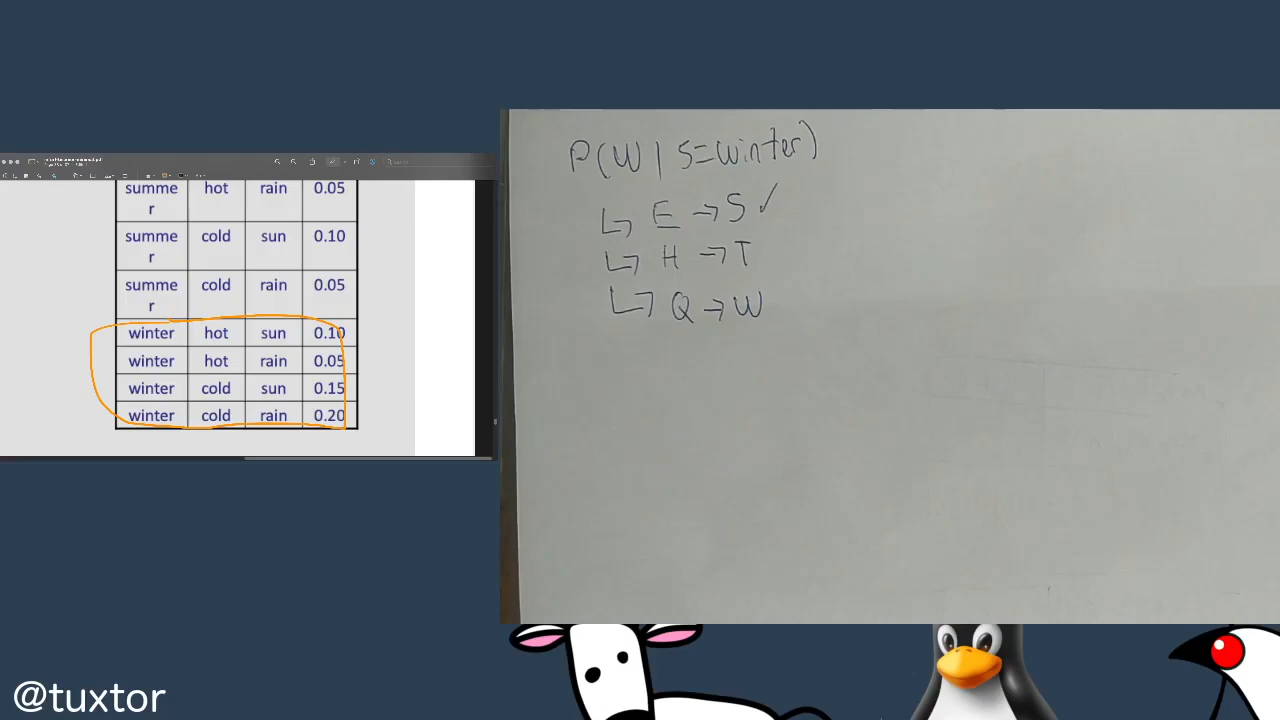 summe hot rain 0.05
r
summe cold sun 0.10
r
summe cold rain 0.05
r
winter hot sun 0.10
winter hot rain 0.05
winter cold sun 0.15
winter cold rain 0.20
P(W | S=winter)
↳ E → S ✓
↳ H → T
↳ Q → W
@tuxtor